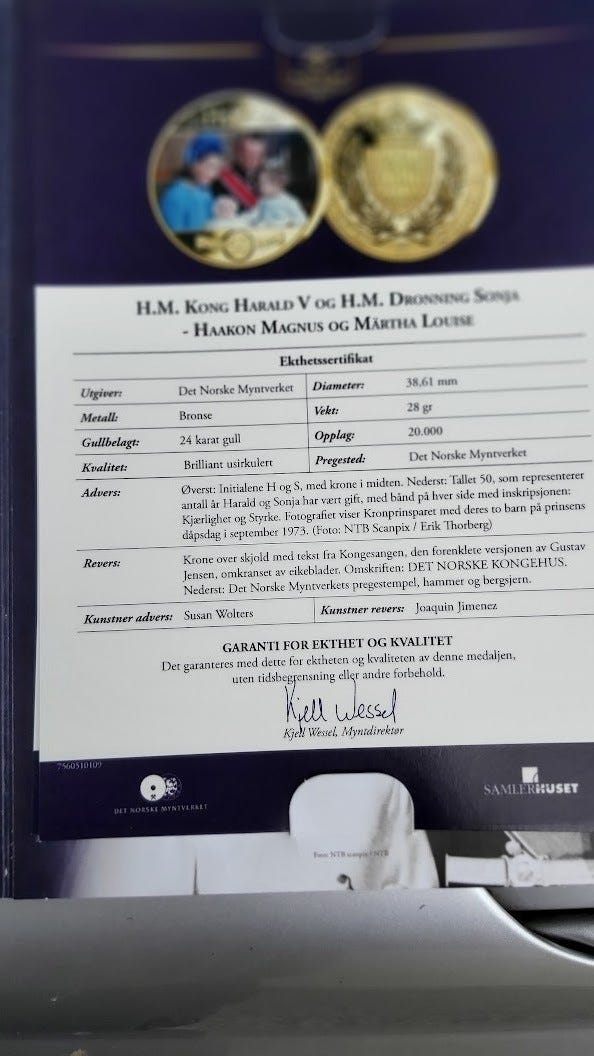 H.M. Kong Harald V og H.M. Dronning Sonja
- Haakon Magnus og Märtha Louise
Ekthetssertifikat
Utgiver: Det Norske Myntverket Diameter: 38,61 mm
Metall: Bronse Vekt: 28 gr
Gullbelagt: 24 karat gull Opplag: 20.000
Kvalitet: Brilliant usirkulert Pregested: Det Norske Myntverket
Advers: Øverst: Initialene H og S, med krone i midten. Nederst: Tallet 50, som representerer
antall år Harald og Sonja har vært gift, med bånd på hver side med inskripsjonen:
Kjærlighet og Styrke. Fotografiet viser Kronprinsparet med deres to barn på prinsens
dåpsdag i september 1973. (Foto: NTB Scanpix / Erik Thorberg)
Revers: Krone over skjold med tekst fra Kongesangen, den forenklete versjonen av Gustav
Jensen, omkranset av eikeblader. Omskriften: DET NORSKE KONGEHUS.
Nederst: Det Norske Myntverkets pregestempel, hammer og bergsjern.
Kunstner advers: Susan Wolters Kunstner revers: Joaquin Jimenez
GARANTI FOR EKTHET OG KVALITET
Det garanteres med dette for ektheten og kvaliteten av denne medaljen,
uten tidsbegrensning eller andre forbehold.
Kjell Wessel
Kjell Wessel, Myntdirektør
7560510109
DET NORSKE MYNTVERKET
SAMLERHUSET
Foto: NTB scanpix / NTB